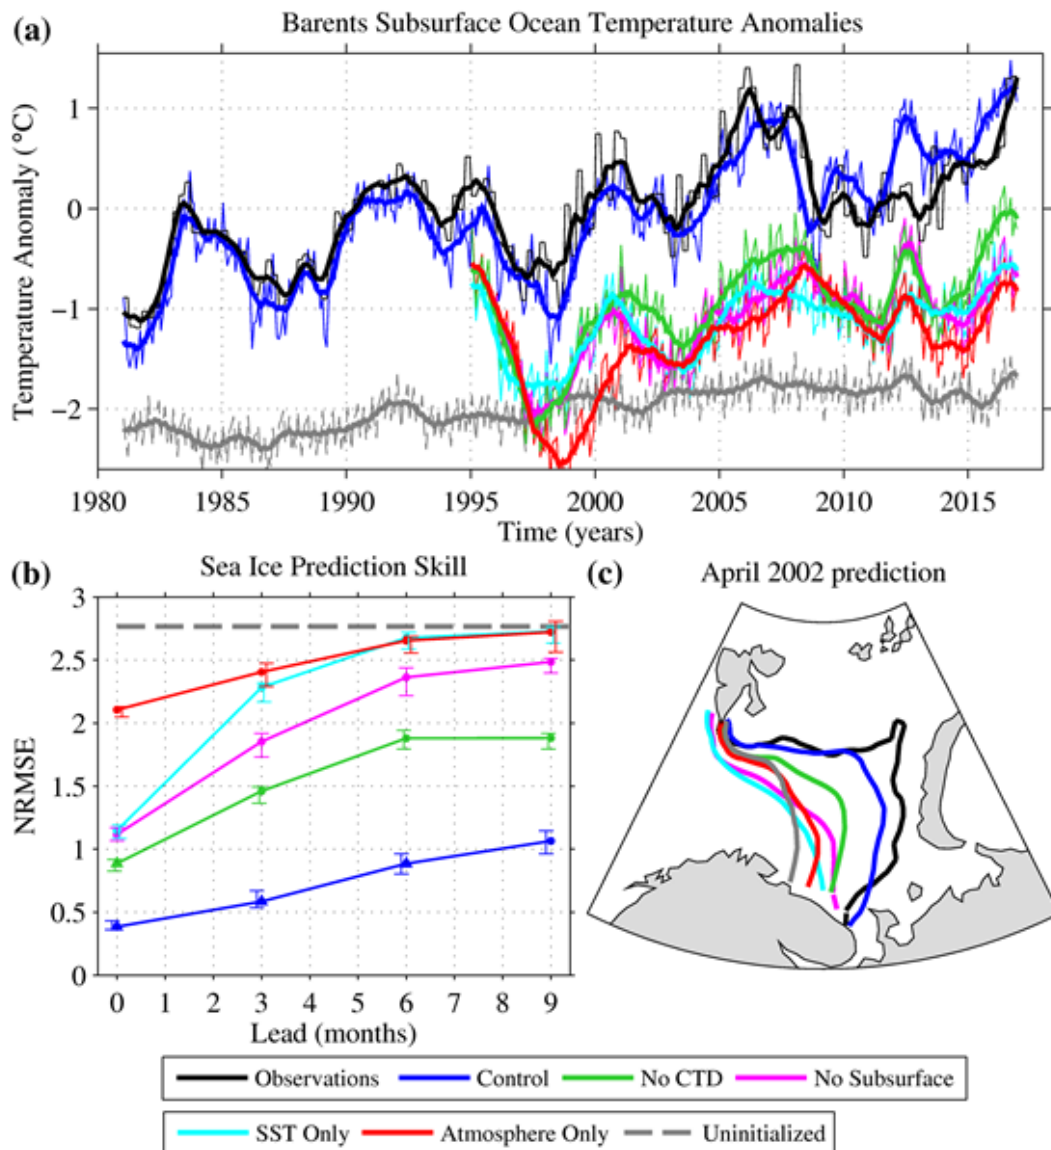 (a) Barents Subsurface Ocean Temperature Anomalies
Temperature Anomaly (°C)
1
0
−1
−2
1980 1985 1990 1995 2000 2005 2010 2015
Time (years)
(b) Sea Ice Prediction Skill
NRMSE
3
2.5
2
1.5
1
0.5
0
0 1 2 3 4 5 6 7 8 9
Lead (months)
(c) April 2002 prediction
Observations Control No CTD No Subsurface
SST Only Atmosphere Only Uninitialized